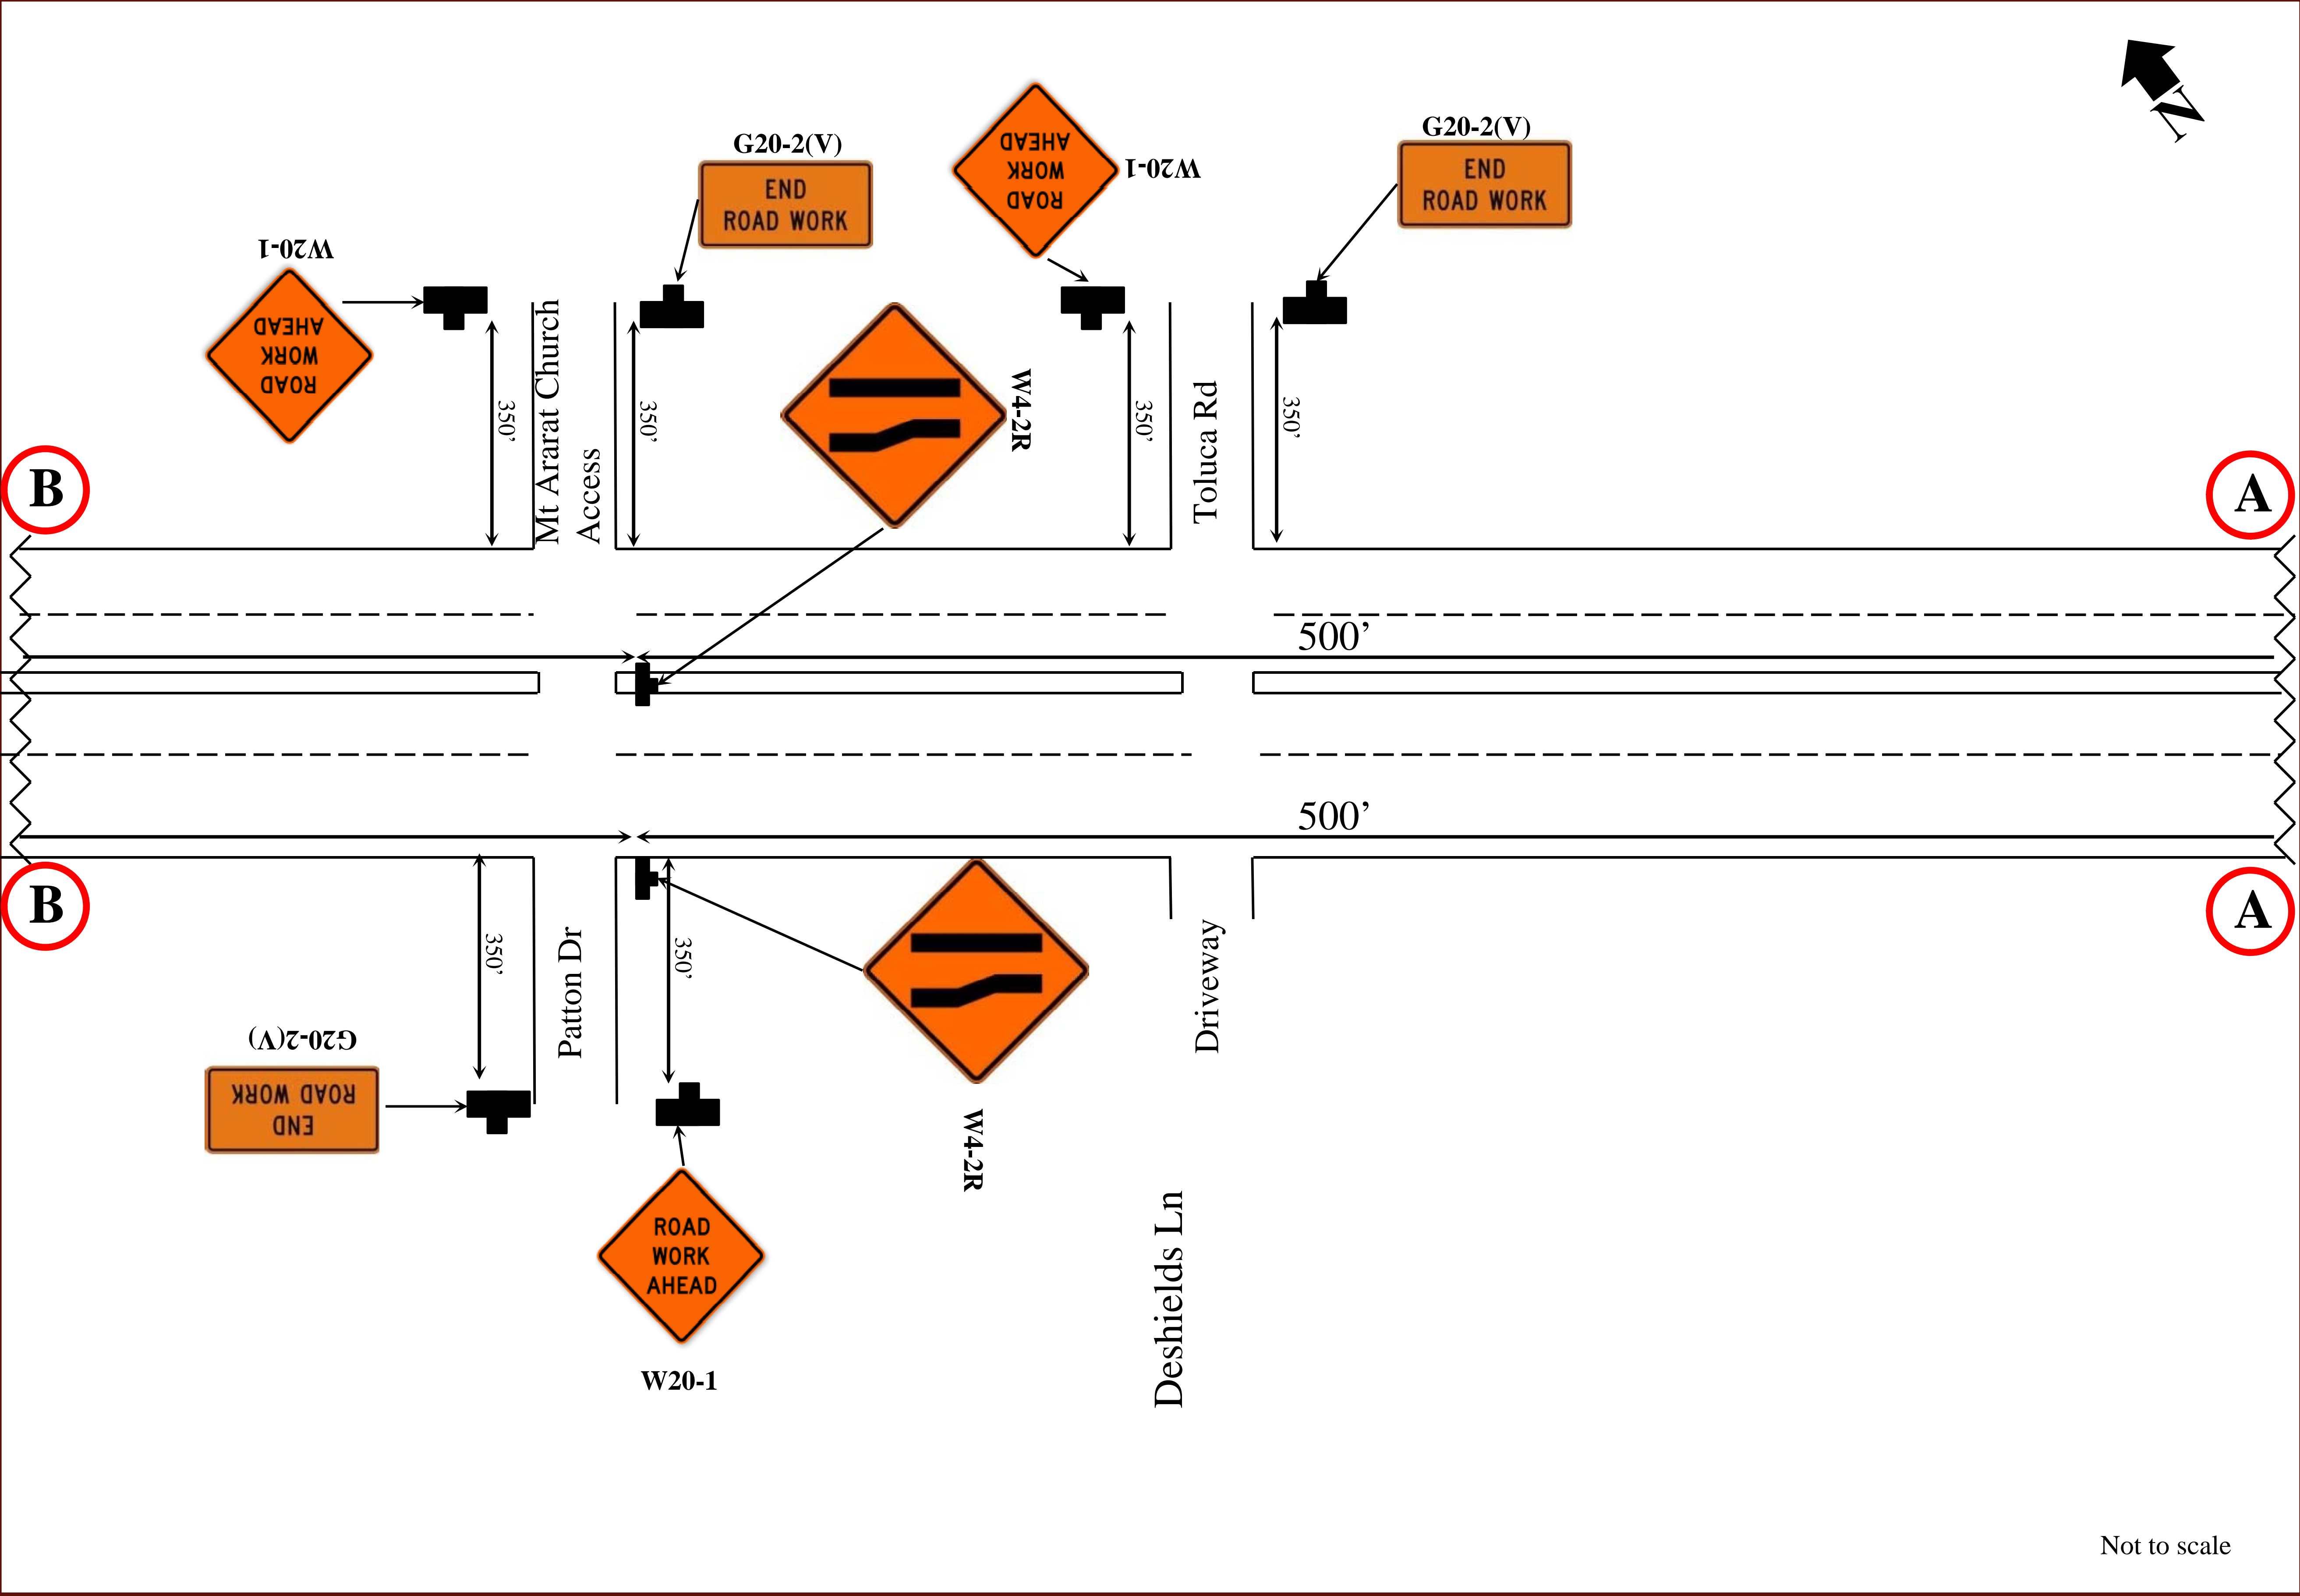 N
G20-2(V)
END
ROAD WORK
ROAD
WORK
AHEAD
W20-1
G20-2(V)
END
ROAD WORK
W20-1
ROAD
WORK
AHEAD
350’
Mt Ararat Church
Access
350’
W4-2R
350’
Toluca Rd
350’
B
A
500’
500’
B
A
350’
Patton Dr
350’
Driveway
G20-2(V)
END
ROAD WORK
W4-2R
ROAD
WORK
AHEAD
W20-1
Deshields Ln
Not to scale